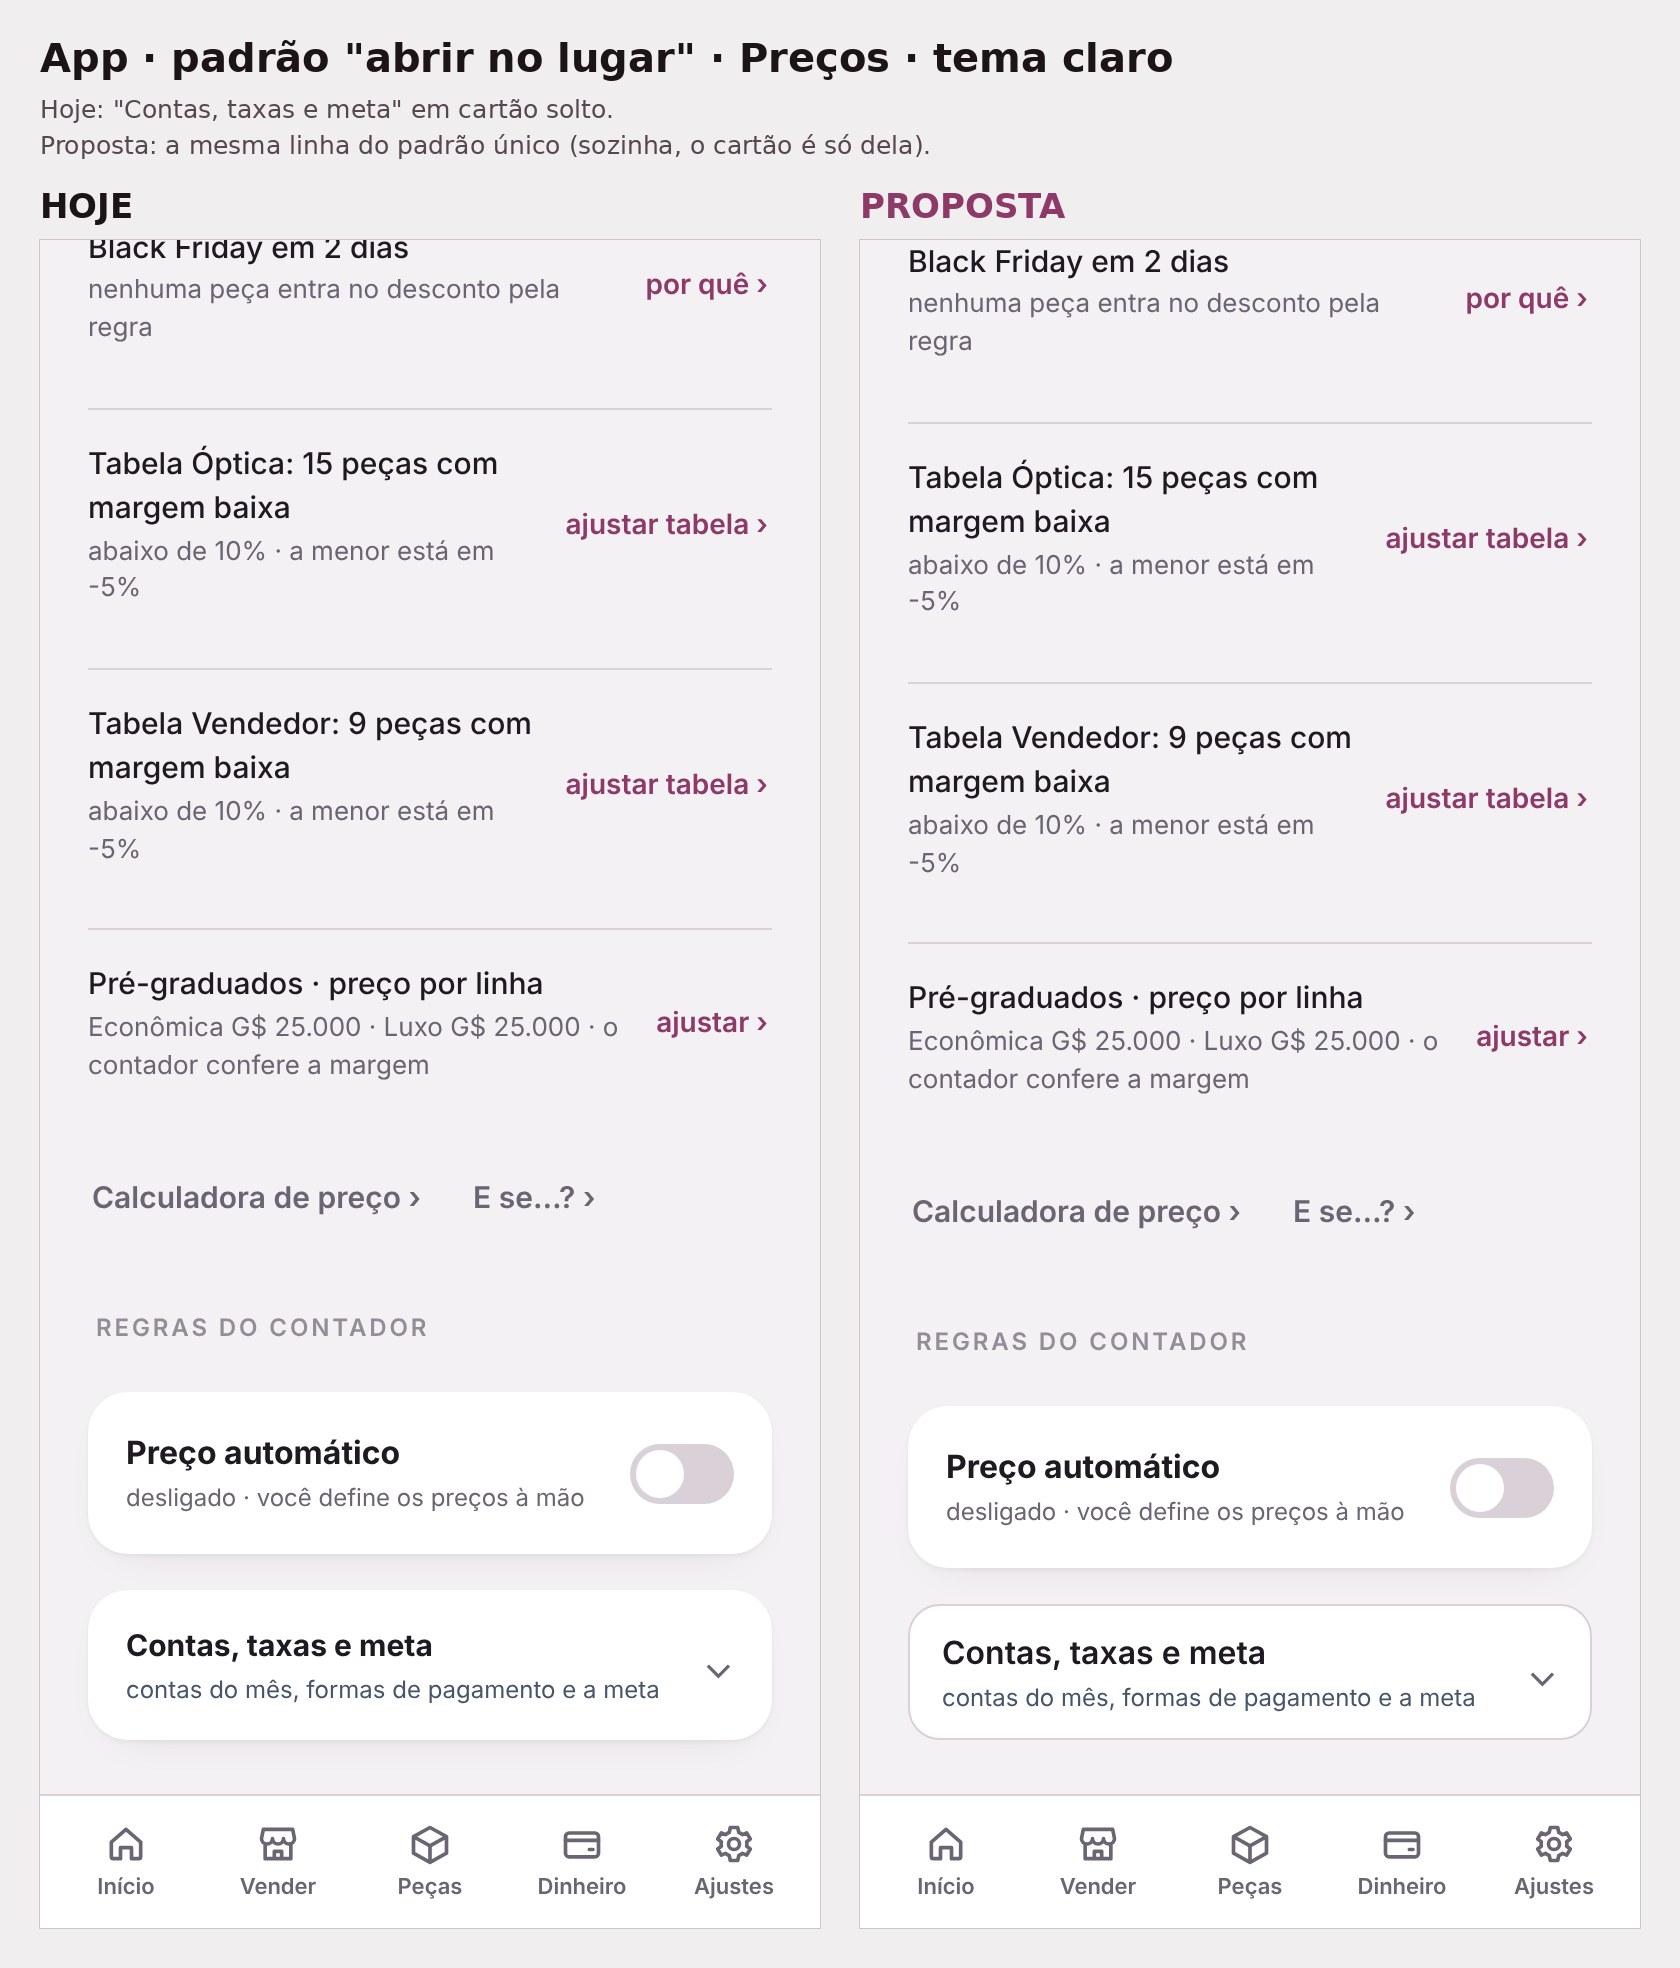 App · padrão "abrir no lugar" · Preços · tema claro
Hoje: "Contas, taxas e meta" em cartão solto.
Proposta: a mesma linha do padrão único (sozinha, o cartão é só dela).
HOJE
Black Friday em 2 dias
nenhuma peça entra no desconto pela
regra
por quê ›
Tabela Óptica: 15 peças com
margem baixa
abaixo de 10% · a menor está em
-5%
ajustar tabela ›
Tabela Vendedor: 9 peças com
margem baixa
abaixo de 10% · a menor está em
-5%
ajustar tabela ›
Pré-graduados · preço por linha
Econômica G$ 25.000 · Luxo G$ 25.000 · o
contador confere a margem
ajustar ›
Calculadora de preço ›
E se...? ›
REGRAS DO CONTADOR
Preço automático
desligado · você define os preços à mão
Contas, taxas e meta
contas do mês, formas de pagamento e a meta
Início
Vender
Peças
Dinheiro
Ajustes
PROPOSTA
Black Friday em 2 dias
nenhuma peça entra no desconto pela
regra
por quê ›
Tabela Óptica: 15 peças com
margem baixa
abaixo de 10% · a menor está em
-5%
ajustar tabela ›
Tabela Vendedor: 9 peças com
margem baixa
abaixo de 10% · a menor está em
-5%
ajustar tabela ›
Pré-graduados · preço por linha
Econômica G$ 25.000 · Luxo G$ 25.000 · o
contador confere a margem
ajustar ›
Calculadora de preço ›
E se...? ›
REGRAS DO CONTADOR
Preço automático
desligado · você define os preços à mão
Contas, taxas e meta
contas do mês, formas de pagamento e a meta
Início
Vender
Peças
Dinheiro
Ajustes